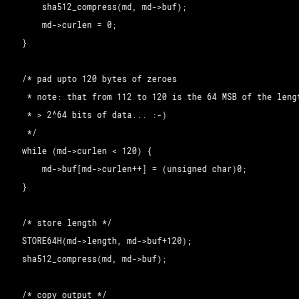 sha512_compress(md, md->buf);
md->curlen = 0;
}
/* pad upto 120 bytes of zeroes
* note: that from 112 to 120 is the 64 MSB of the
* > 2^64 bits of data... :-)
*/
while (md->curlen < 120) {
md->buf[md->curlen++] = (unsigned char)0;
}
/* store length */
STORE64H(md->length, md->buf+120);
sha512_compress(md, md->buf);
/* copy output */